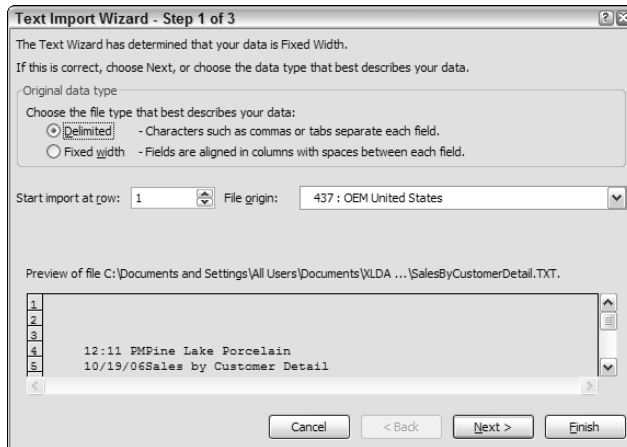 Text Import Wizard - Step 1 of 3
The Text Wizard has determined that your data is Fixed Width.
If this is correct, choose Next, or choose the data type that best describes your data.
Original data type
Choose the file type that best describes your data:
Delimited - Characters such as commas or tabs separate each field.
Fixed width - Fields are aligned in columns with spaces between each field.
Start import at row: 1 File origin: 437 : OEM United States
Preview of file C:\Documents and Settings\All Users\Documents\XLDA ...\SalesByCustomerDetail.TXT.
1
2
3
4 12:11 PMPine Lake Porcelain
5 10/19/06Sales by Customer Detail
Cancel < Back Next > Finish